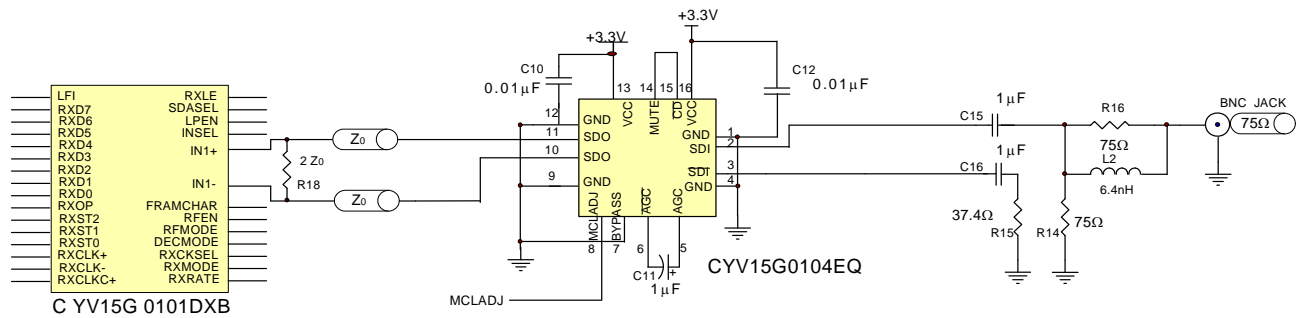 +3.3V
+3.3V
C10
0.01µF
C12
0.01µF
13
14
15
16
VCC
MUTE
CD
VCC
12
GND
11
SDO
10
SDO
9
GND
GND
1
SDI
2
SDI
3
GND
4
MCLADJ
BYPASS
AGC
AGC
8
7
6
5
C11
+
1µF
CYV15G0104EQ
MCLADJ
LFI
RXD7
RXD6
RXD5
RXD4
RXD3
RXD2
RXD1
RXD0
RXOP
RXST2
RXST1
RXST0
RXCLK+
RXCLK-
RXCLKC+
RXLE
SDASEL
LPEN
INSEL
IN1+
IN1-
FRAMCHAR
RFEN
RFMODE
DECMODE
RXCKSEL
RXMODE
RXRATE
C YV15G 0101DXB
Z0
2 Z0
R18
Z0
1µF
C15
C16
1µF
37.4Ω
R15
R14
75Ω
R16
75Ω
L2
6.4nH
BNC JACK
75Ω